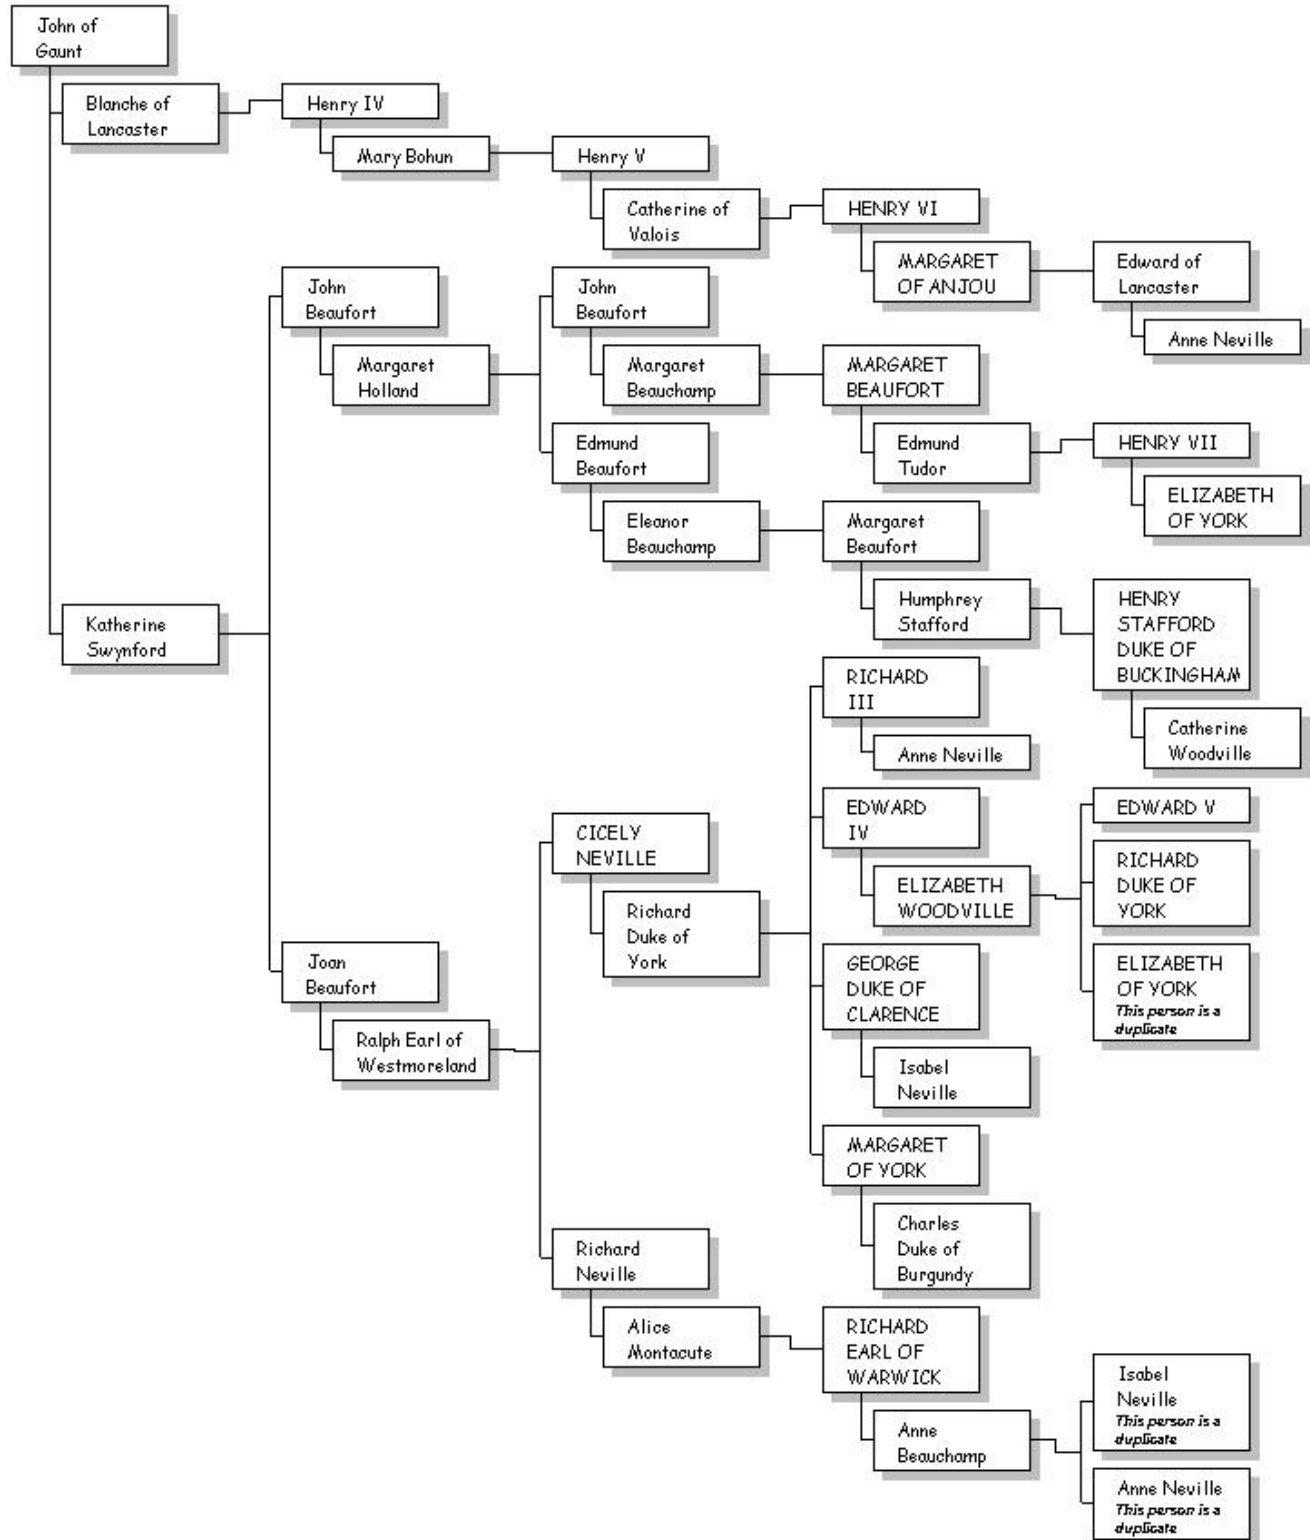 John of
Gaunt
Blanche of
Lancaster
Henry IV
Mary Bohun
Henry V
Catherine of
Valois
HENRY VI
MARGARET
OF ANJOU
Edward of
Lancaster
Anne Neville
John
Beaufort
Margaret
Holland
John
Beaufort
Margaret
Beauchamp
MARGARET
BEAUFORT
Edmund
Tudor
HENRY VII
ELIZABETH
OF YORK
Edmund
Beaufort
Eleanor
Beauchamp
Margaret
Beaufort
Humphrey
Stafford
HENRY
STAFFORD
DUKE OF
BUCKINGHAM
Catherine
Woodville
Katherine
Swynford
Joan
Beaufort
Ralph Earl of
Westmoreland
CICELY
NEVILLE
Richard
Duke of
York
RICHARD
III
Anne Neville
EDWARD
IV
ELIZABETH
WOODVILLE
EDWARD V
RICHARD
DUKE OF
YORK
ELIZABETH
OF YORK
This person is a
duplicate
GEORGE
DUKE OF
CLARENCE
Isabel
Neville
MARGARET
OF YORK
Charles
Duke of
Burgundy
Richard
Neville
Alice
Montacute
RICHARD
EARL OF
WARWICK
Anne
Beauchamp
Isabel
Neville
This person is a
duplicate
Anne Neville
This person is a
duplicate